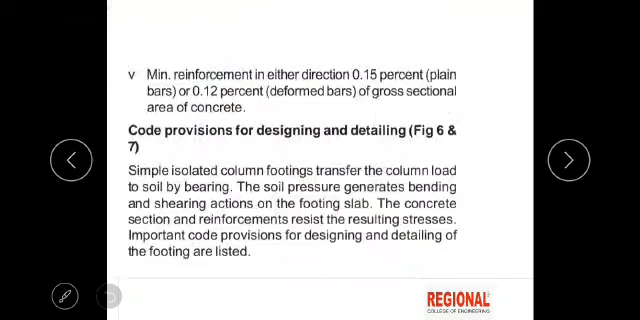 v Min. reinforcement in either direction 0.15 percent (plain
bars) or 0.12 percent (deformed bars) of gross sectional
area of concrete.
Code provisions for designing and detailing (Fig 6 &
7)
Simple isolated column footings transfer the column load
to soil by bearing. The soil pressure generates bending
and shearing actions on the footing slab. The concrete
section and reinforcements resist the resulting stresses.
Important code provisions for designing and detailing of
the footing are listed.
REGIONAL
COLLEGE OF ENGINEERING